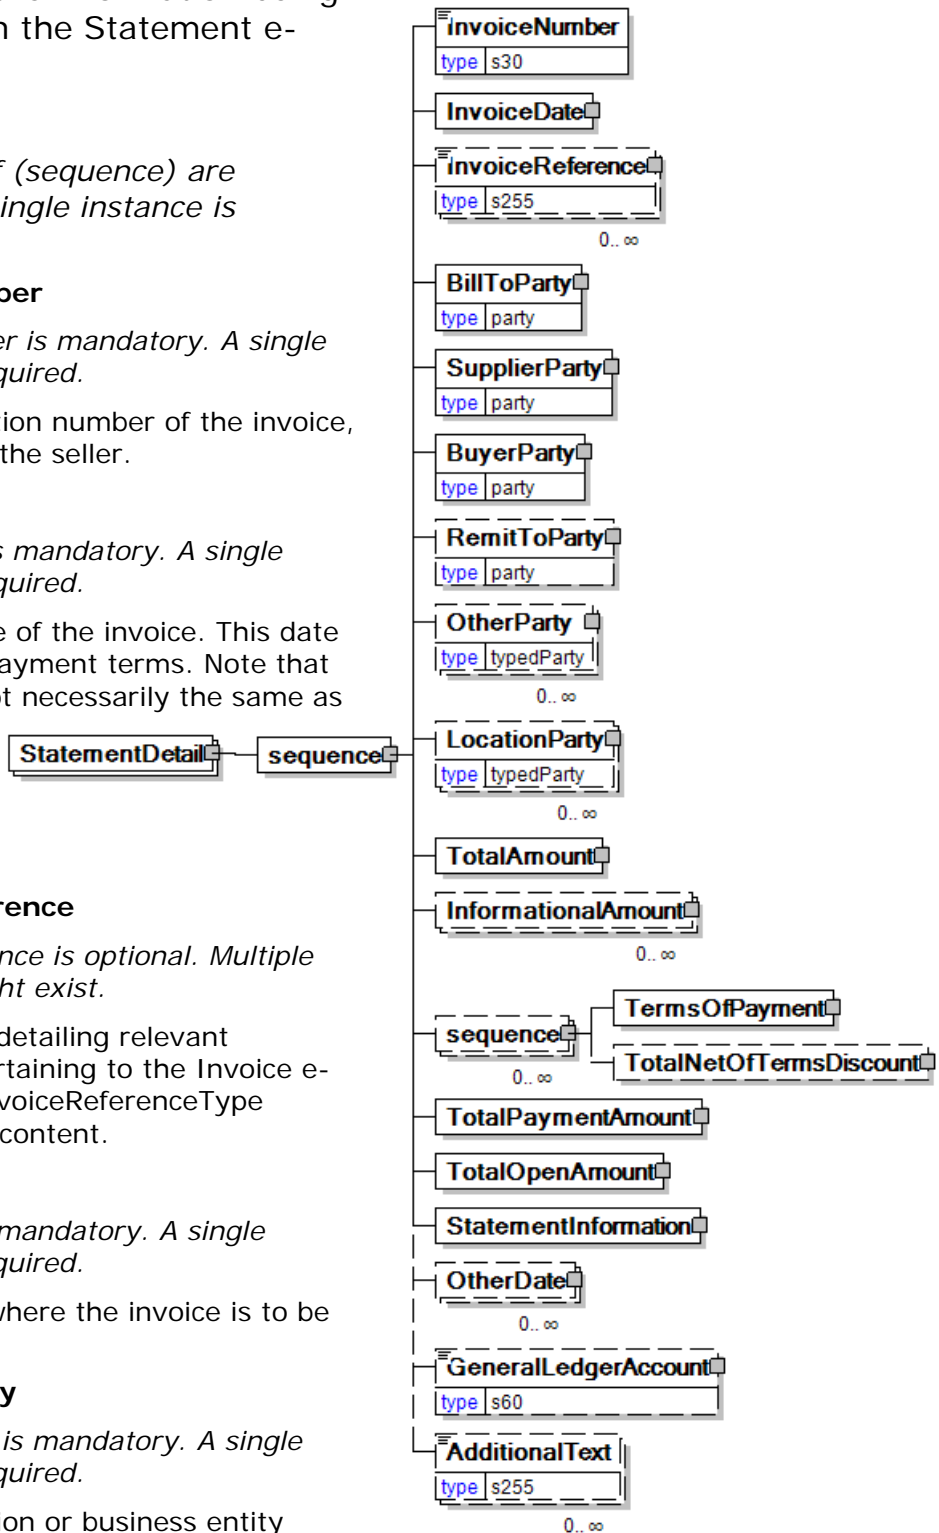 n the Statement e-
f (sequence) are
ingle instance is
ber
er is mandatory. A single
quired.
tion number of the invoice,
the seller.
s mandatory. A single
quired.
e of the invoice. This date
payment terms. Note that
ot necessarily the same as
rence
nce is optional. Multiple
ht exist.
detailing relevant
rtaining to the Invoice e-
voiceReferenceType
content.
mandatory. A single
quired.
where the invoice is to be
y
is mandatory. A single
quired.
ion or business entity
StatementDetail
sequence
InvoiceNumber
type s30
InvoiceDate
InvoiceReference
type s255
0.. ∞
BillToParty
type party
SupplierParty
type party
BuyerParty
type party
RemitToParty
type party
OtherParty
type typedParty
0.. ∞
LocationParty
type typedParty
0.. ∞
TotalAmount
InformationalAmount
0.. ∞
sequence
0.. ∞
TermsOfPayment
TotalNetOfTermsDiscount
TotalPaymentAmount
TotalOpenAmount
StatementInformation
OtherDate
0.. ∞
GeneralLedgerAccount
type s60
AdditionalText
type s255
0.. ∞